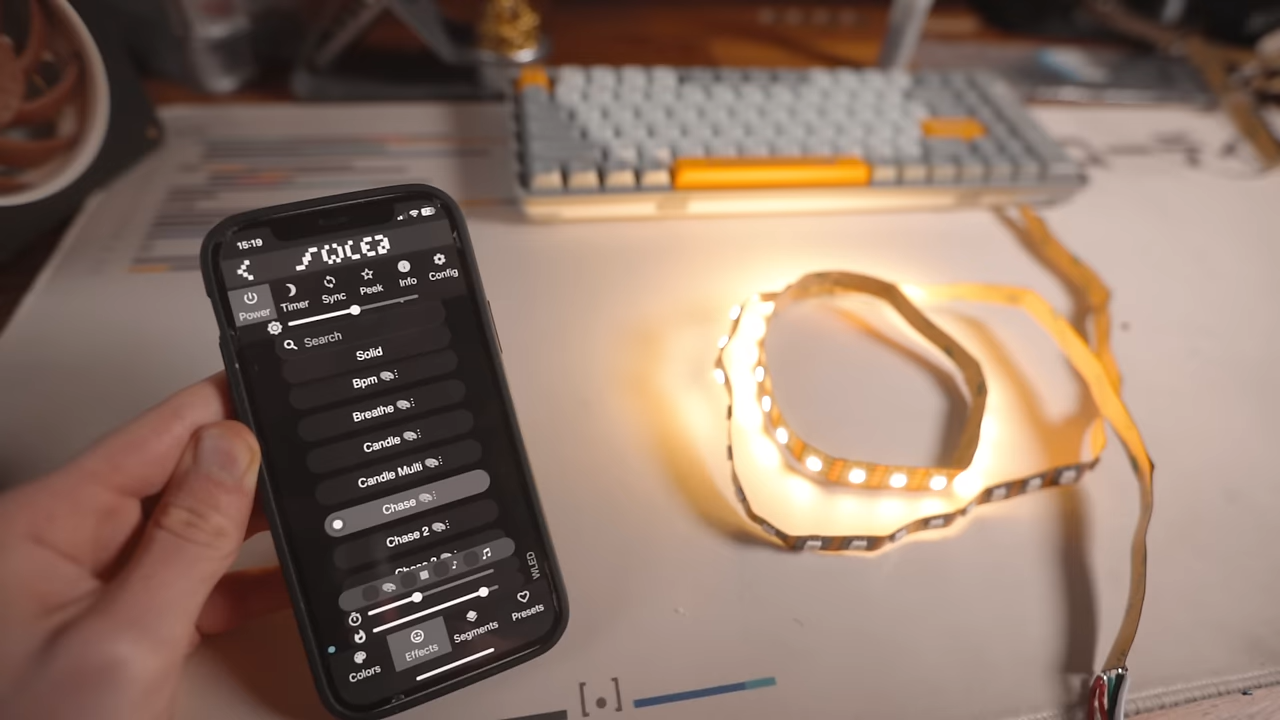 15:19
WLED
Power Timer Sync Peek Info Config
Search
Solid
Bpm
Breathe
Candle
Candle Multi
Chase
Chase 2
WLED
Colors Effects Segments Presets